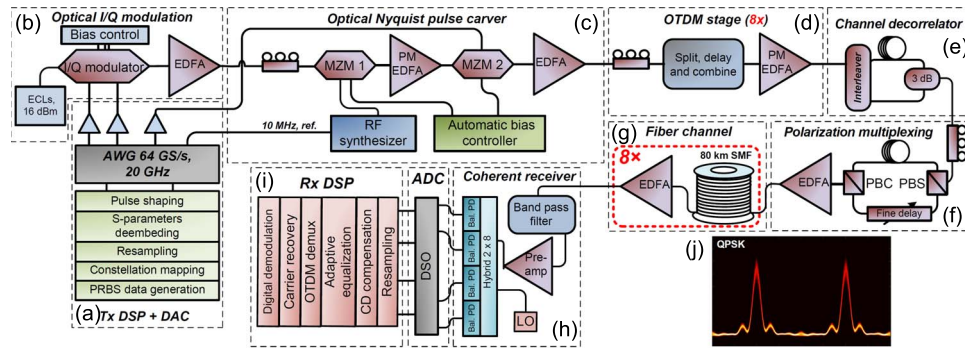 (b) Optical I/Q modulation
Bias control
I/Q modulator
EDFA
ECLs,
16 dBm
Optical Nyquist pulse carver (c)
MZM 1
PM
EDFA
MZM 2
EDFA
10 MHz, ref.
RF
synthesizer
Automatic bias
controller
OTDM stage (8x) (d)
Split, delay
and combine
PM
EDFA
Channel decorrelator
(e)
Interleaver
3 dB
AWG 64 GS/s,
20 GHz
Pulse shaping
S-parameters
deembeding
Resampling
Constellation mapping
PRBS data generation
(a) Tx DSP + DAC
(i) Rx DSP
Digital demodulation
Carrier recovery
OTDM demux
Adaptive
equalization
CD compensation
Resampling
ADC
DSO
Coherent receiver
Bal. PD
Bal. PD
Bal. PD
Bal. PD
Hybrid 2 x 8
Band pass
filter
Pre-
amp
LO
(h)
(g) Fiber channel
8×
80 km SMF
EDFA
Polarization multiplexing
EDFA
PBC PBS
Fine delay
(f)
(j) QPSK